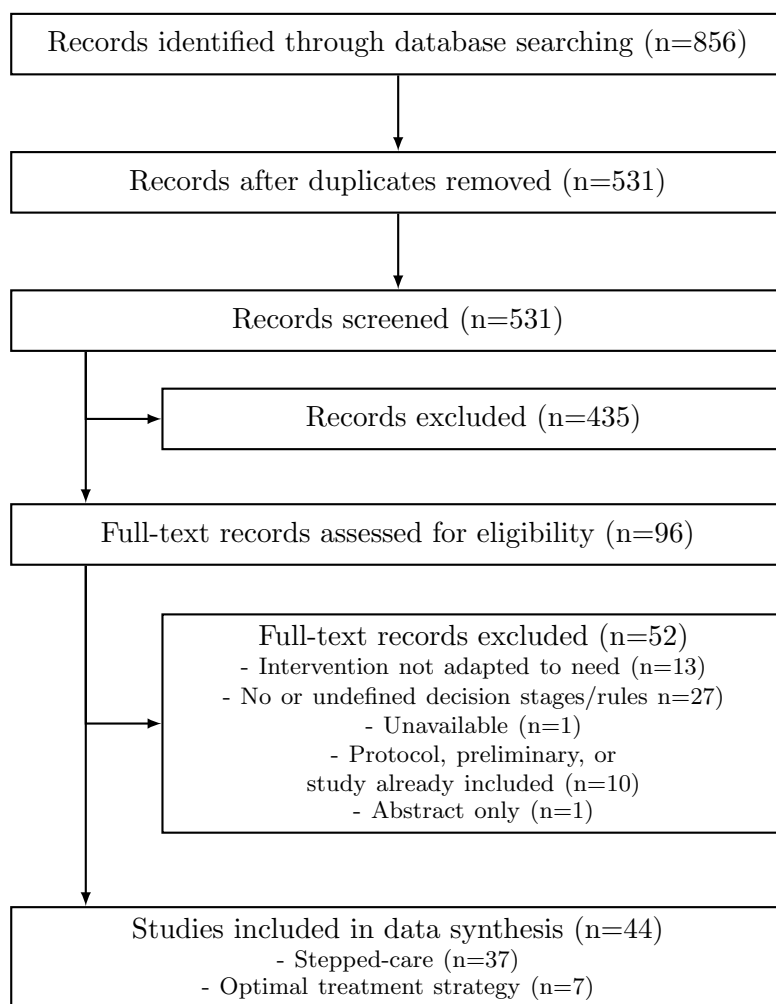 Records identified through database searching (n=856)
Records after duplicates removed (n=531)
Records screened (n=531)
Records excluded (n=435)
Full-text records assessed for eligibility (n=96)
Full-text records excluded (n=52)
- Intervention not adapted to need (n=13)
- No or undefined decision stages/rules n=27)
- Unavailable (n=1)
- Protocol, preliminary, or
study already included (n=10)
- Abstract only (n=1)
Studies included in data synthesis (n=44)
- Stepped-care (n=37)
- Optimal treatment strategy (n=7)